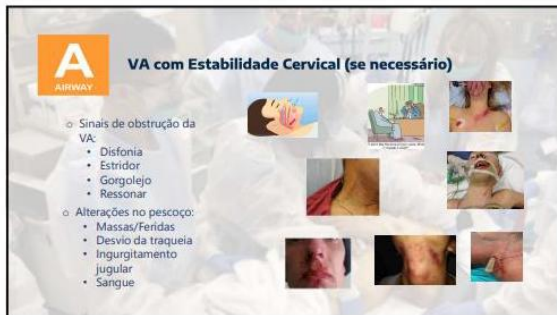 A
AIRWAY
VA com Estabilidade Cervical (se necessário)
o Sinais de obstrução da
VA:
• Disfonia
• Estridor
• Gorgolejo
• Ressonar
o Alterações no pescoço:
• Massas/Feridas
• Desvio da traqueia
• Ingurgitamento
jugular
• Sangue